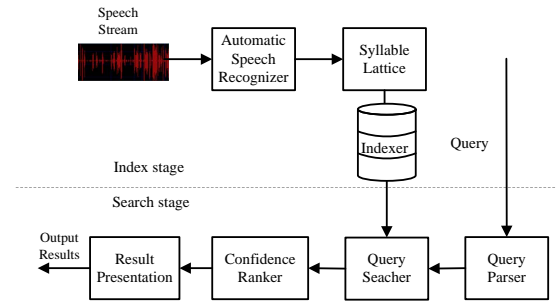 Speech
Stream
Automatic
Speech
Recognizer
Syllable
Lattice
Indexer
Query
Index stage
Search stage
Output
Results
Result
Presentation
Confidence
Ranker
Query
Seacher
Query
Parser